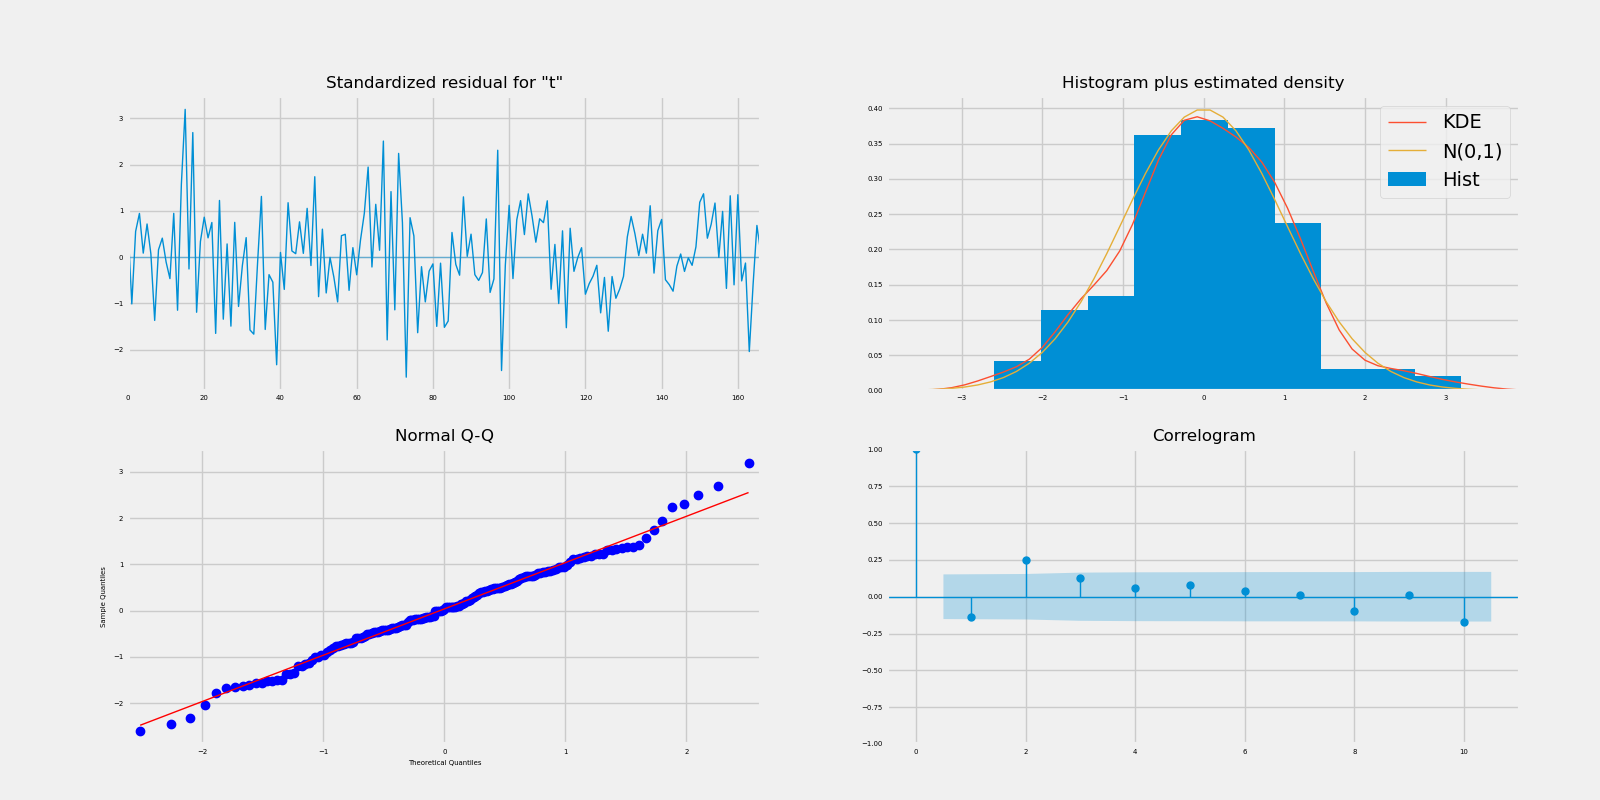 Standardized residual for "t"
3
2
1
0
−1
−2
0 20 40 60 80 100 120 140 160
Histogram plus estimated density
0.40
0.35
0.30
0.25
0.20
0.15
0.10
0.05
0.00
−3 −2 −1 0 1 2 3
KDE
N(0,1)
Hist
Normal Q-Q
Sample Quantiles
3
2
1
0
−1
−2
−2 −1 0 1 2
Theoretical Quantiles
Correlogram
1.00
0.75
0.50
0.25
0.00
−0.25
−0.50
−0.75
−1.00
0 2 4 6 8 10